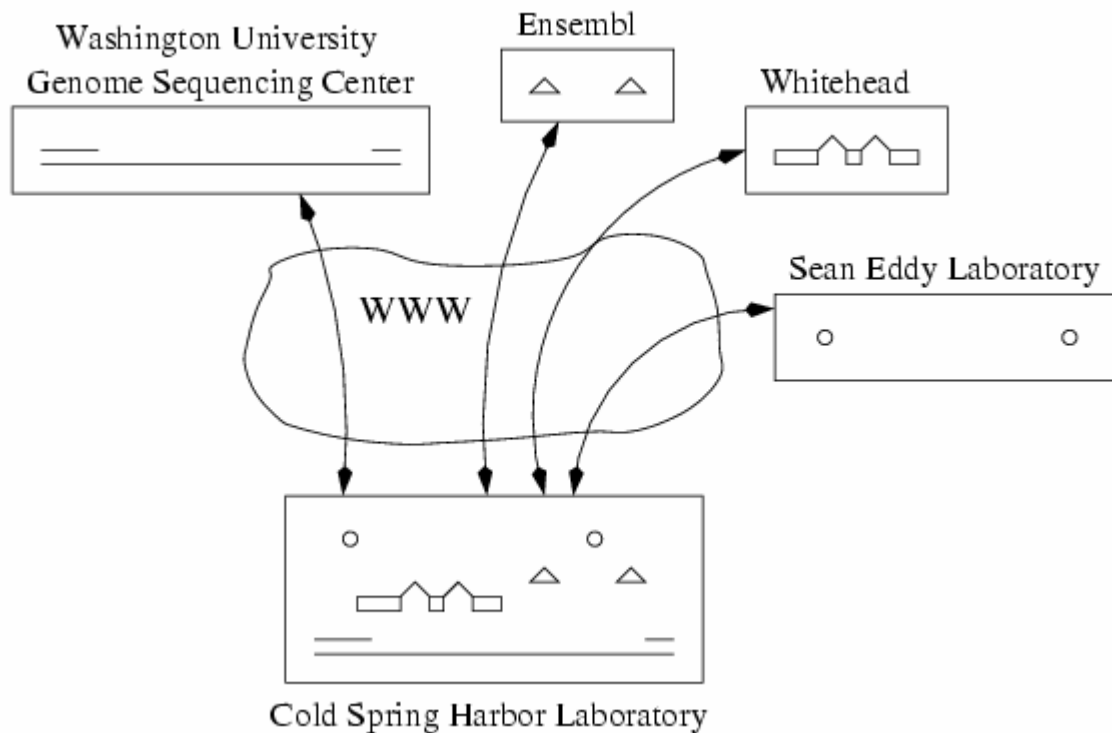 Washington University
Genome Sequencing Center
Ensembl
Whitehead
Sean Eddy Laboratory
WWW
Cold Spring Harbor Laboratory